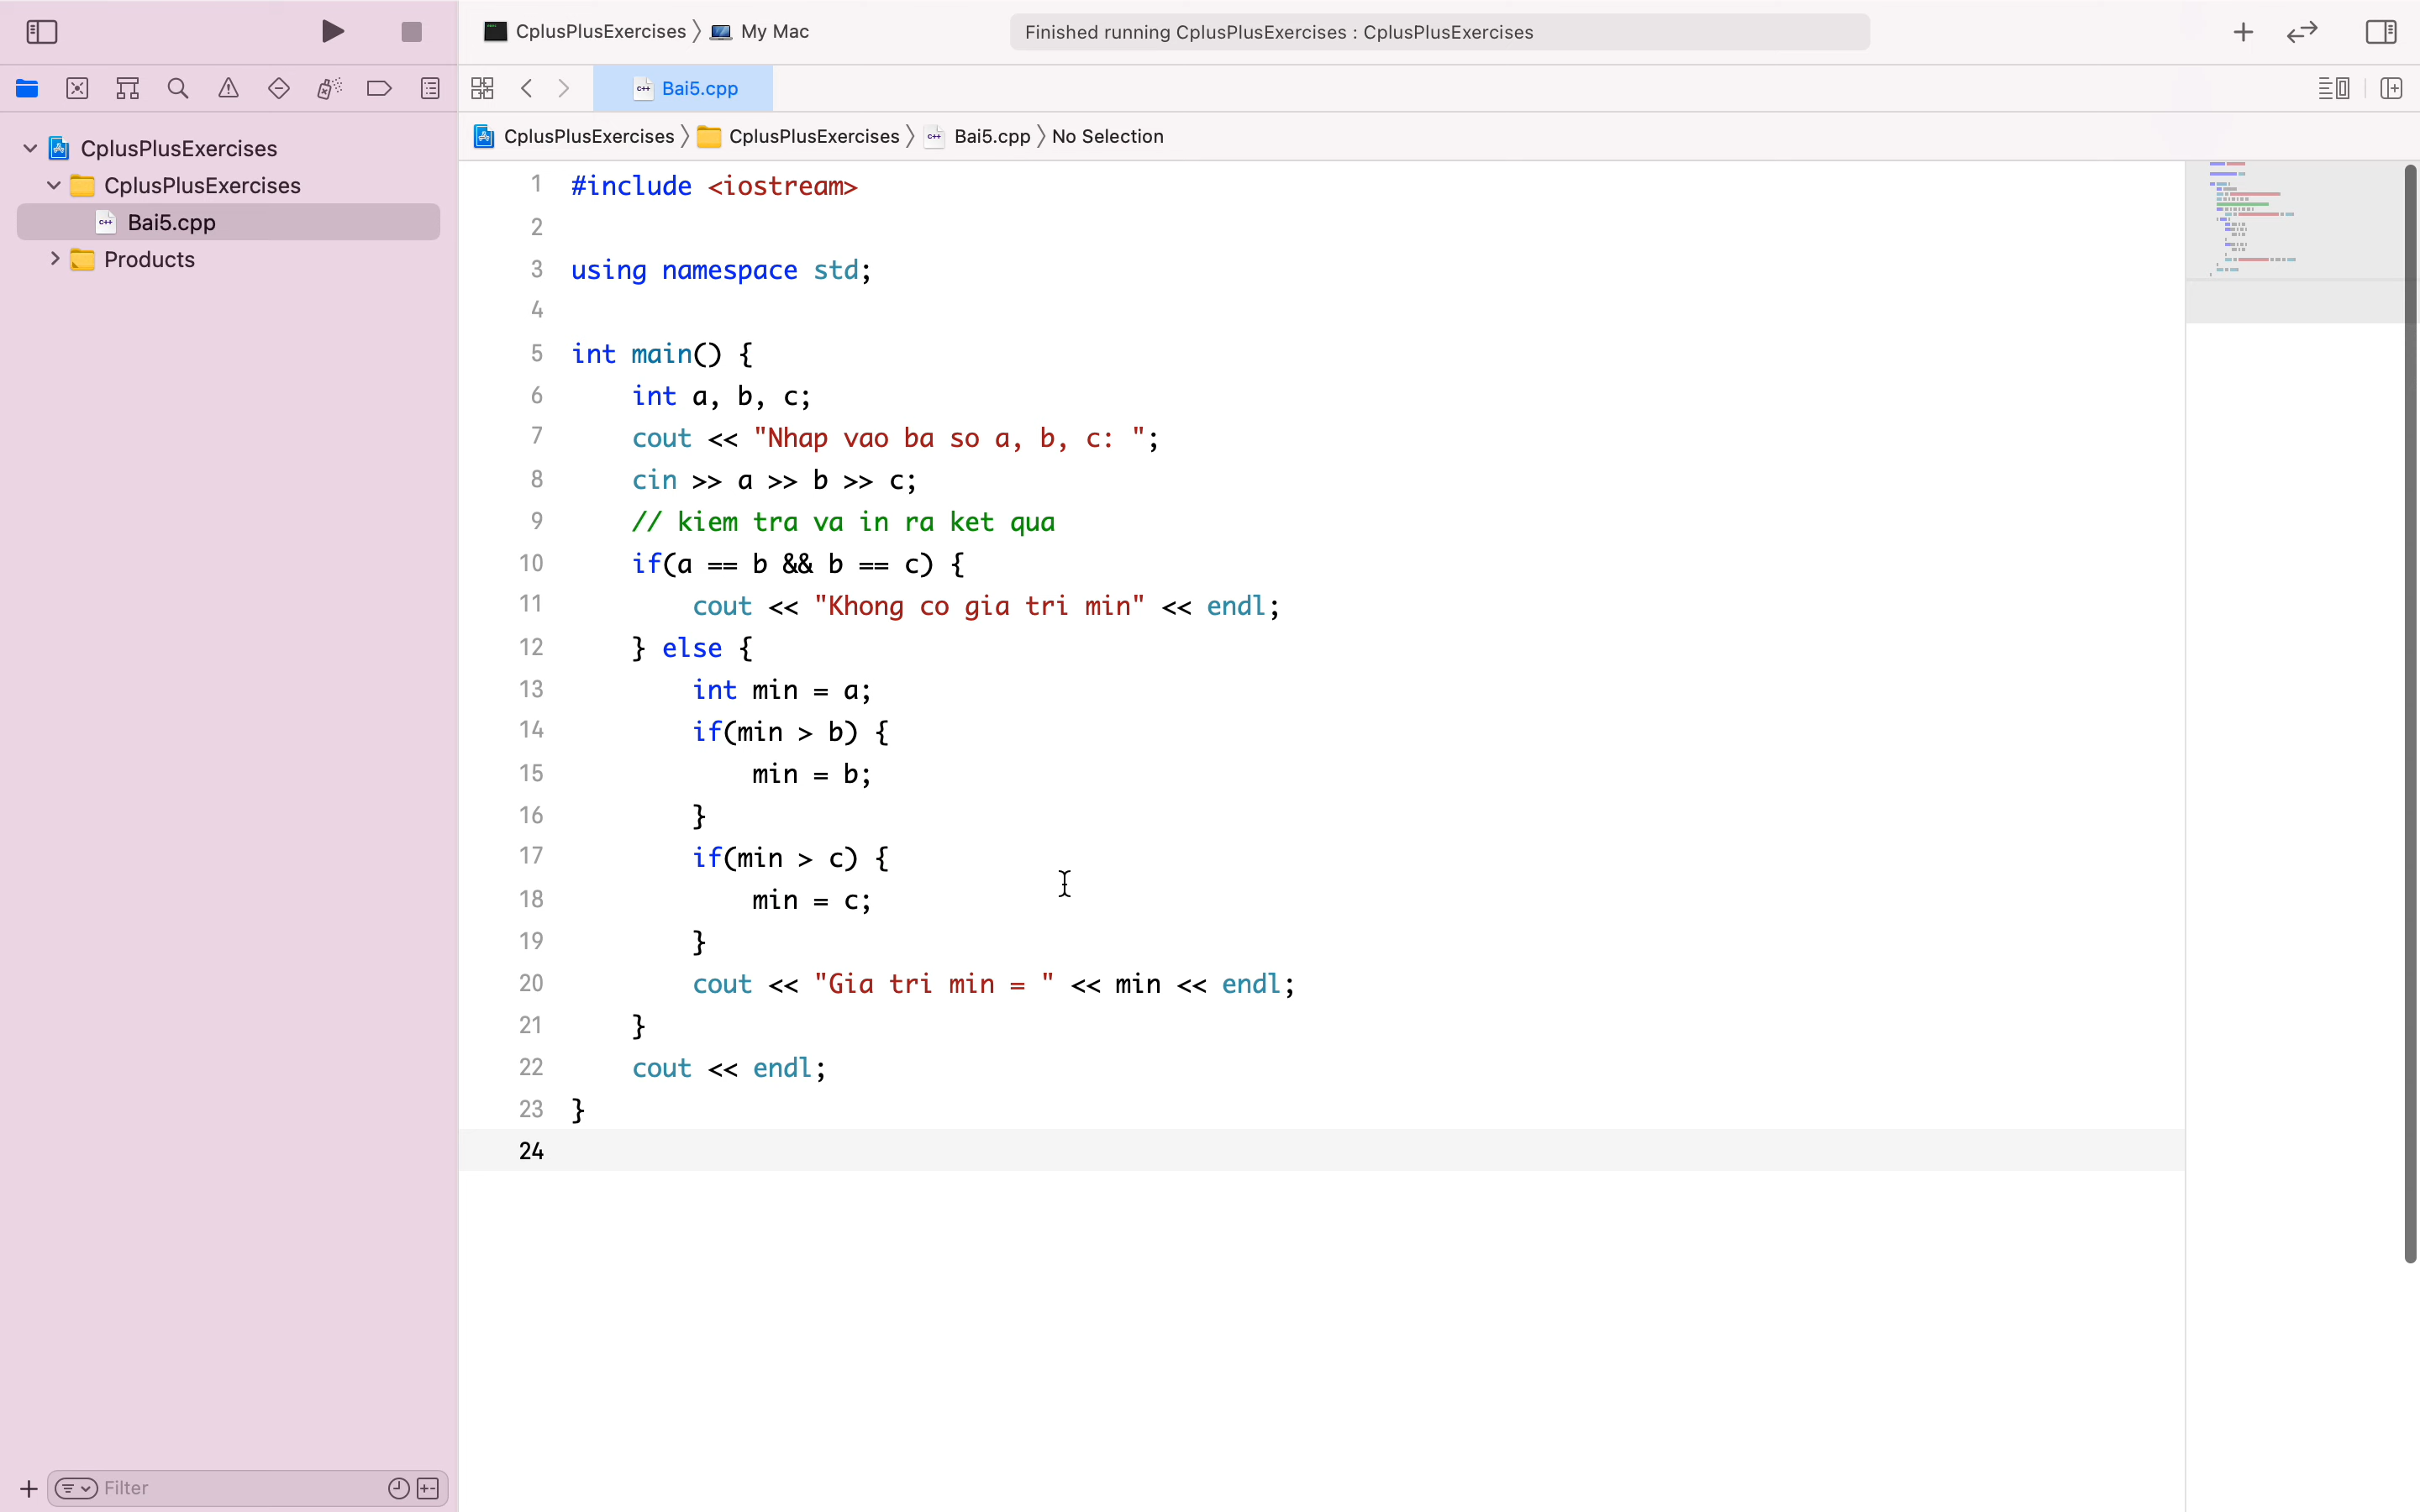 CplusPlusExercises 〉 My Mac
Finished running CplusPlusExercises : CplusPlusExercises
Bai5.cpp
CplusPlusExercises 〉 CplusPlusExercises 〉 Bai5.cpp 〉 No Selection
CplusPlusExercises
CplusPlusExercises
Bai5.cpp
Products
1 #include <iostream>
2
3 using namespace std;
4
5 int main() {
6 int a, b, c;
7 cout << "Nhap vao ba so a, b, c: ";
8 cin >> a >> b >> c;
9 // kiem tra va in ra ket qua
10 if(a == b && b == c) {
11 cout << "Khong co gia tri min" << endl;
12 } else {
13 int min = a;
14 if(min > b) {
15 min = b;
16 }
17 if(min > c) {
18 min = c;
19 }
20 cout << "Gia tri min = " << min << endl;
21 }
22 cout << endl;
23 }
24
Filter